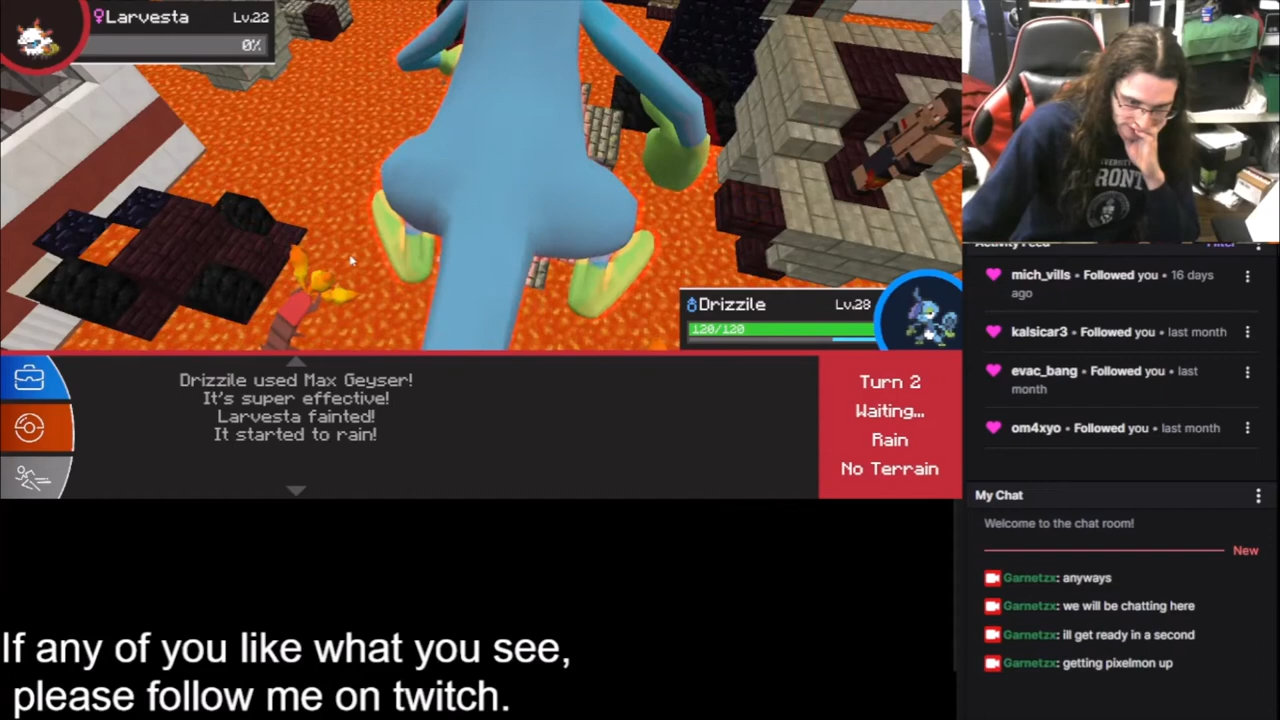 ♀Larvesta Lv.22
0%
♂Drizzile Lv.28
120/120
Drizzile used Max Geyser!
It's super effective!
Larvesta fainted!
It started to rain!
Turn 2
Waiting...
Rain
No Terrain
If any of you like what you see,
please follow me on twitch.
UNIVERSITY
Activity Feed Filter
mich_vills • Followed you • 16 days
ago
kalsicar3 • Followed you • last month
evac_bang • Followed you • last
month
om4xyo • Followed you • last month
My Chat
Welcome to the chat room!
New
Garnetzx: anyways
Garnetzx: we will be chatting here
Garnetzx: ill get ready in a second
Garnetzx: getting pixelmon up